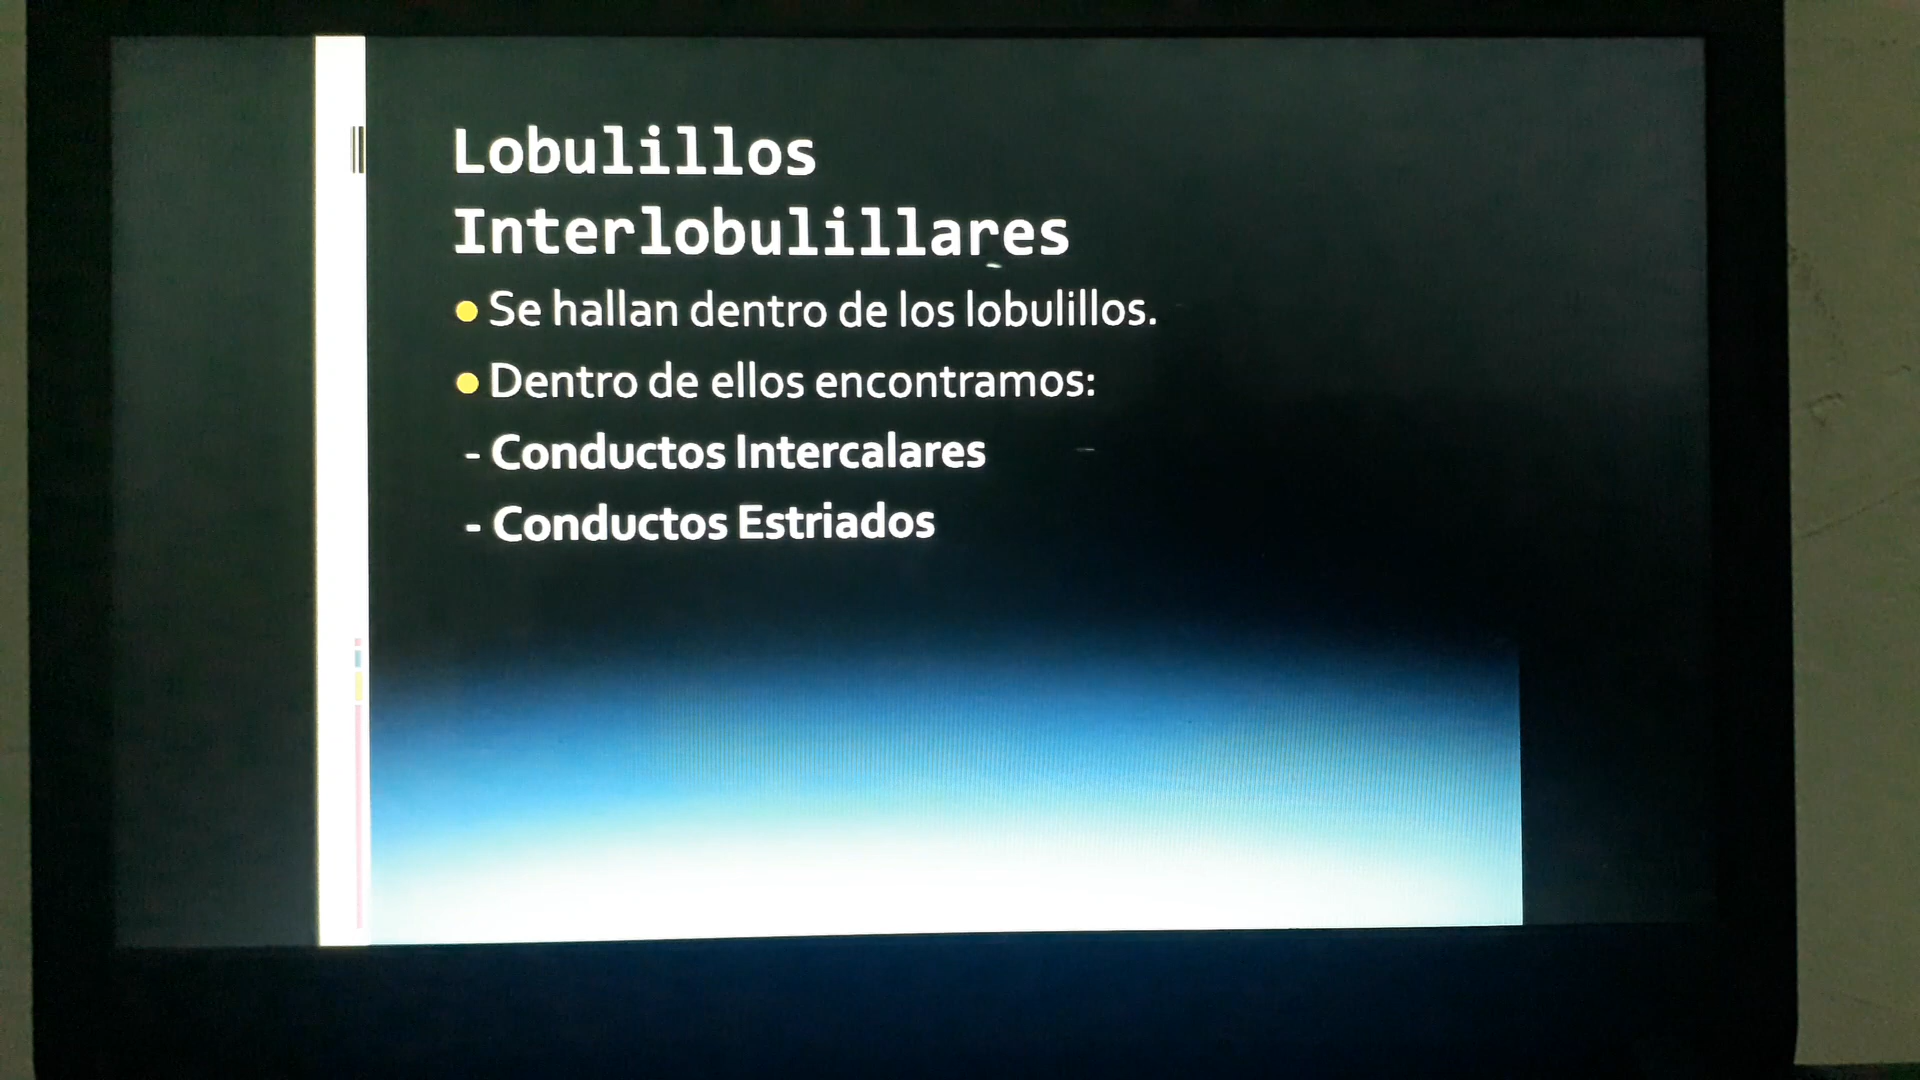 Lobulillos
Interlobulillares
Se hallan dentro de los lobulillos.
Dentro de ellos encontramos:
- Conductos Intercalares
- Conductos Estriados